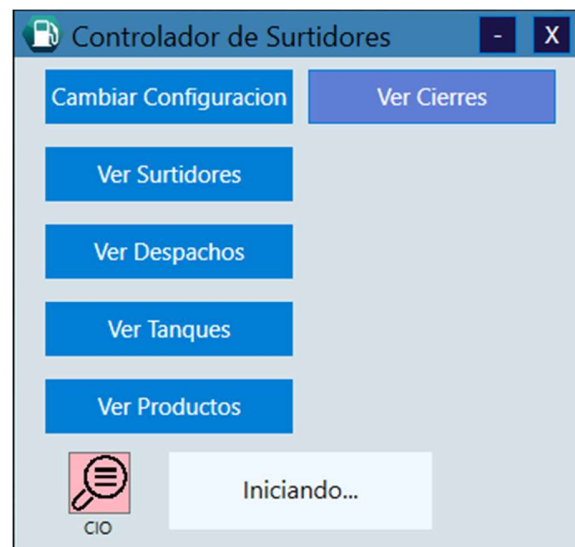 Controlador de Surtidores - X
Cambiar Configuracion Ver Cierres
Ver Surtidores
Ver Despachos
Ver Tanques
Ver Productos
Iniciando...
CIO